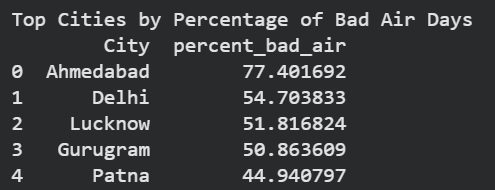 Top Cities by Percentage of Bad Air Days
City percent_bad_air
0 Ahmedabad 77.401692
1 Delhi 54.703833
2 Lucknow 51.816824
3 Gurugram 50.863609
4 Patna 44.940797